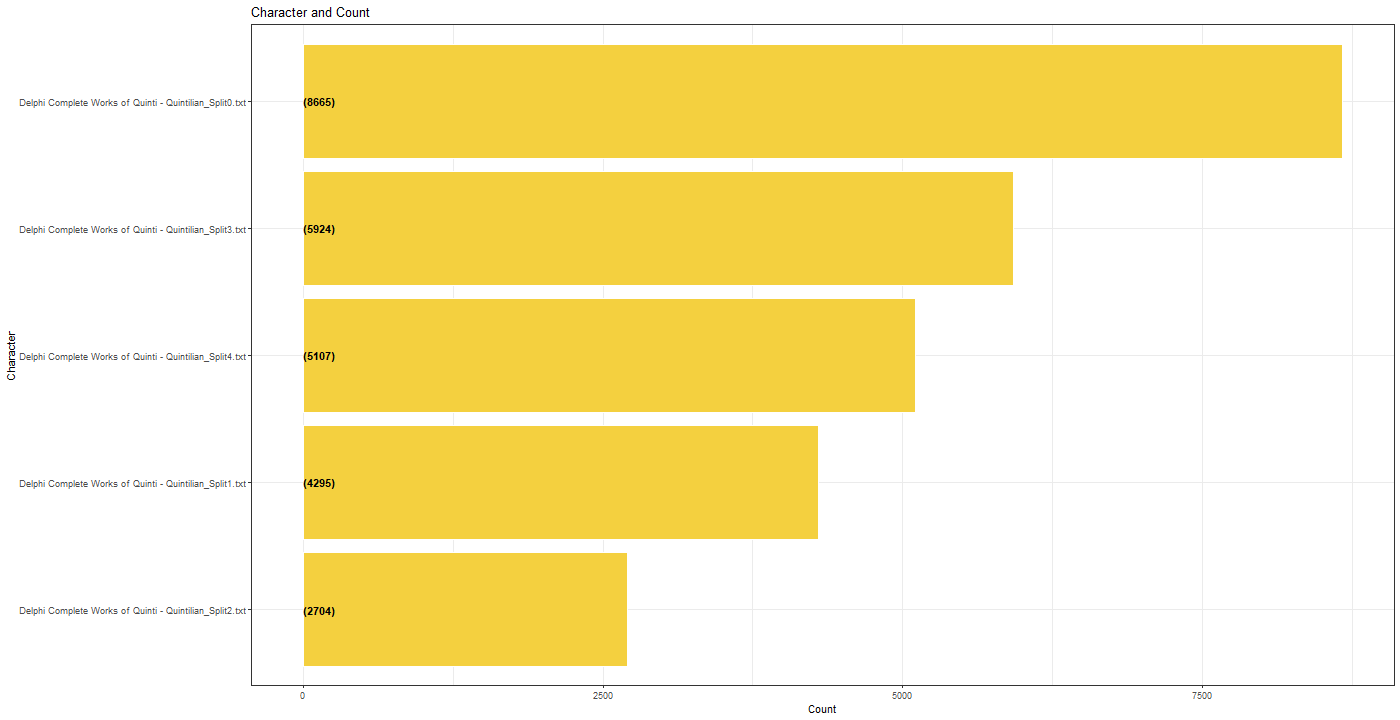 Character and Count
Delphi Complete Works of Quinti - Quintilian_Split0.txt
(8665)
Delphi Complete Works of Quinti - Quintilian_Split3.txt
(5924)
Delphi Complete Works of Quinti - Quintilian_Split4.txt
(5107)
Delphi Complete Works of Quinti - Quintilian_Split1.txt
(4295)
Delphi Complete Works of Quinti - Quintilian_Split2.txt
(2704)
Character
0
2500
5000
7500
Count